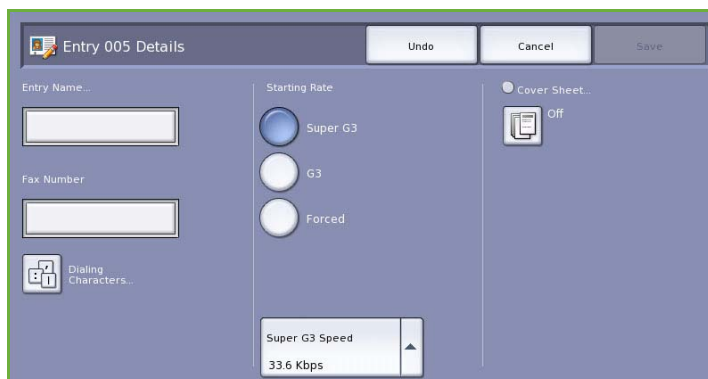 Entry 005 Details
Undo
Cancel
Save
Entry Name...
Fax Number
Dialing
Characters...
Starting Rate
Super G3
G3
Forced
Super G3 Speed
33.6 Kbps
Cover Sheet...
Off